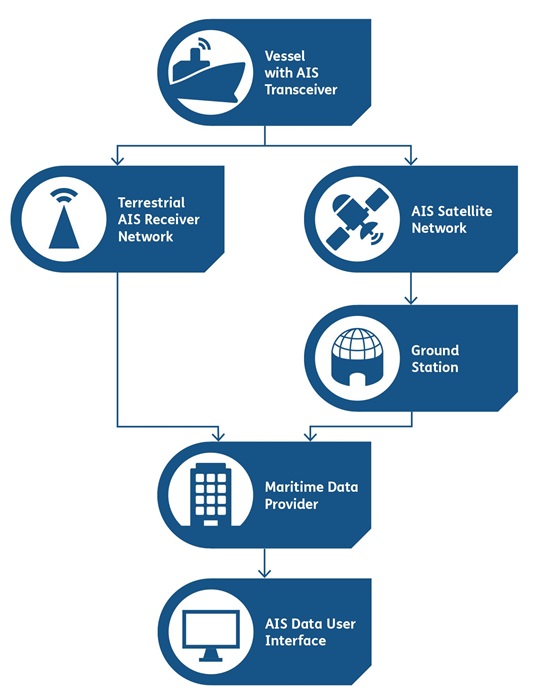 Vessel
with AIS
Transceiver
Terrestrial
AIS Receiver
Network
AIS Satellite
Network
Ground
Station
Maritime Data
Provider
AIS Data User
Interface